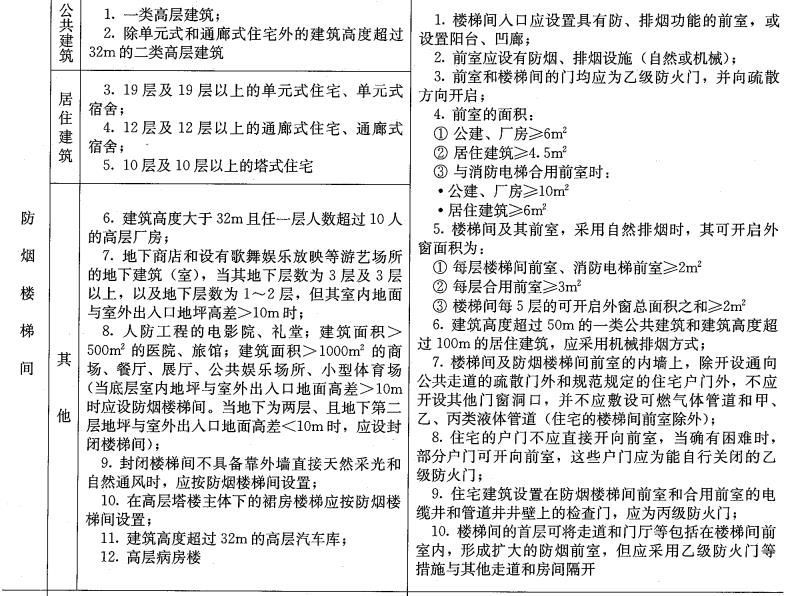 防烟楼梯间
公共建筑
1. 一类高层建筑；
2. 除单元式和通廊式住宅外的建筑高度超过
32m的二类高层建筑
居住建筑
3. 19层及19层以上的单元式住宅、单元式
宿舍；
4. 12层及12层以上的通廊式住宅、通廊式
宿舍；
5. 10层及10层以上的塔式住宅
其他
6. 建筑高度大于32m且任一层人数超过10人
的高层厂房；
7. 地下商店和设有歌舞娱乐放映等游艺场所
的地下建筑（室），当其地下层数为3层及3层
以上，以及地下层数为1～2层，但其室内地面
与室外出入口地坪高差>10m时；
8. 人防工程的电影院、礼堂；建筑面积>
500m²的医院、旅馆；建筑面积>1000m²的商
场、餐厅、展厅、公共娱乐场所、小型体育场
（当底层室内地坪与室外出入口地面高差>10m
时应设防烟楼梯间。当地下为两层、且地下第二
层地坪与室外出入口地面高差<10m时，应设封
闭楼梯间）；
9. 封闭楼梯间不具备靠外墙直接天然采光和
自然通风时，应按防烟楼梯间设置；
10. 在高层塔楼主体下的裙房楼梯应按防烟楼
梯间设置；
11. 建筑高度超过32m的高层汽车库；
12. 高层病房楼
1. 楼梯间入口应设置具有防、排烟功能的前室，或
设置阳台、凹廊；
2. 前室应设有防烟、排烟设施（自然或机械）；
3. 前室和楼梯间的门均应为乙级防火门，并向疏散
方向开启；
4. 前室的面积：
① 公建、厂房≥6m²
② 居住建筑≥4.5m²
③ 与消防电梯合用前室时：
·公建、厂房≥10m²
·居住建筑≥6m²
5. 楼梯间及其前室，采用自然排烟时，其可开启外
窗面积为：
① 每层楼梯间前室、消防电梯前室≥2m²
② 每层合用前室≥3m²
③ 楼梯间每5层的可开启外窗总面积之和≥2m²
6. 建筑高度超过50m的一类公共建筑和建筑高度超
过100m的居住建筑，应采用机械排烟方式；
7. 楼梯间及防烟楼梯间前室的内墙上，除开设通向
公共走道的疏散门外和规范规定的住宅户门外，不应
开设其他门窗洞口，并不应敷设可燃气体管道和甲、
乙、丙类液体管道（住宅的楼梯间前室除外）；
8. 住宅的户门不应直接开向前室，当确有困难时，
部分户门可开向前室，这些户门应为能自行关闭的乙
级防火门；
9. 住宅建筑设置在防烟楼梯间前室和合用前室的电
缆井和管道井井壁上的检查门，应为丙级防火门；
10. 楼梯间的首层可将走道和门厅等包括在楼梯间前
室内，形成扩大的防烟前室，但应采用乙级防火门等
措施与其他走道和房间隔开